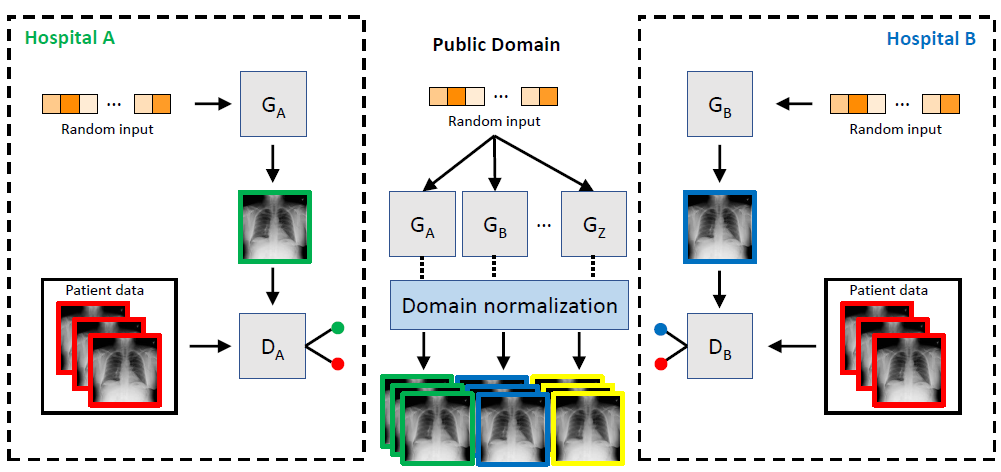 Hospital A
Random input
...
G_A
Patient data
D_A
Public Domain
...
Random input
G_A
G_B
...
G_Z
Domain normalization
Hospital B
G_B
...
Random input
Patient data
D_B